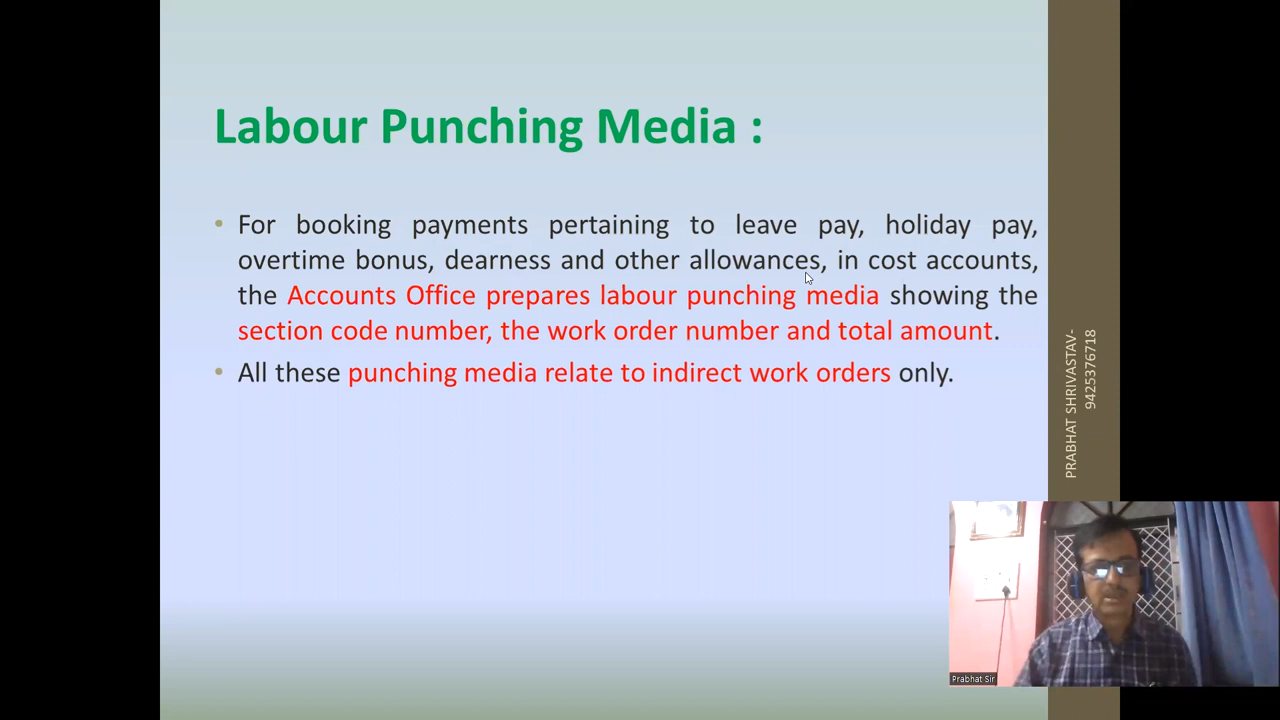 Labour Punching Media :
• For booking payments pertaining to leave pay, holiday pay,
overtime bonus, dearness and other allowances, in cost accounts,
the Accounts Office prepares labour punching media showing the
section code number, the work order number and total amount.
• All these punching media relate to indirect work orders only.
PRABHAT SHRIVASTAV-
9425376718
Prabhat Sir